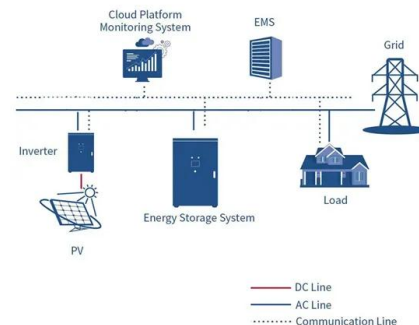 Cloud Platform
Monitoring System
EMS
Grid
Inverter
Energy Storage System
Load
PV
DC Line
AC Line
Communication Line